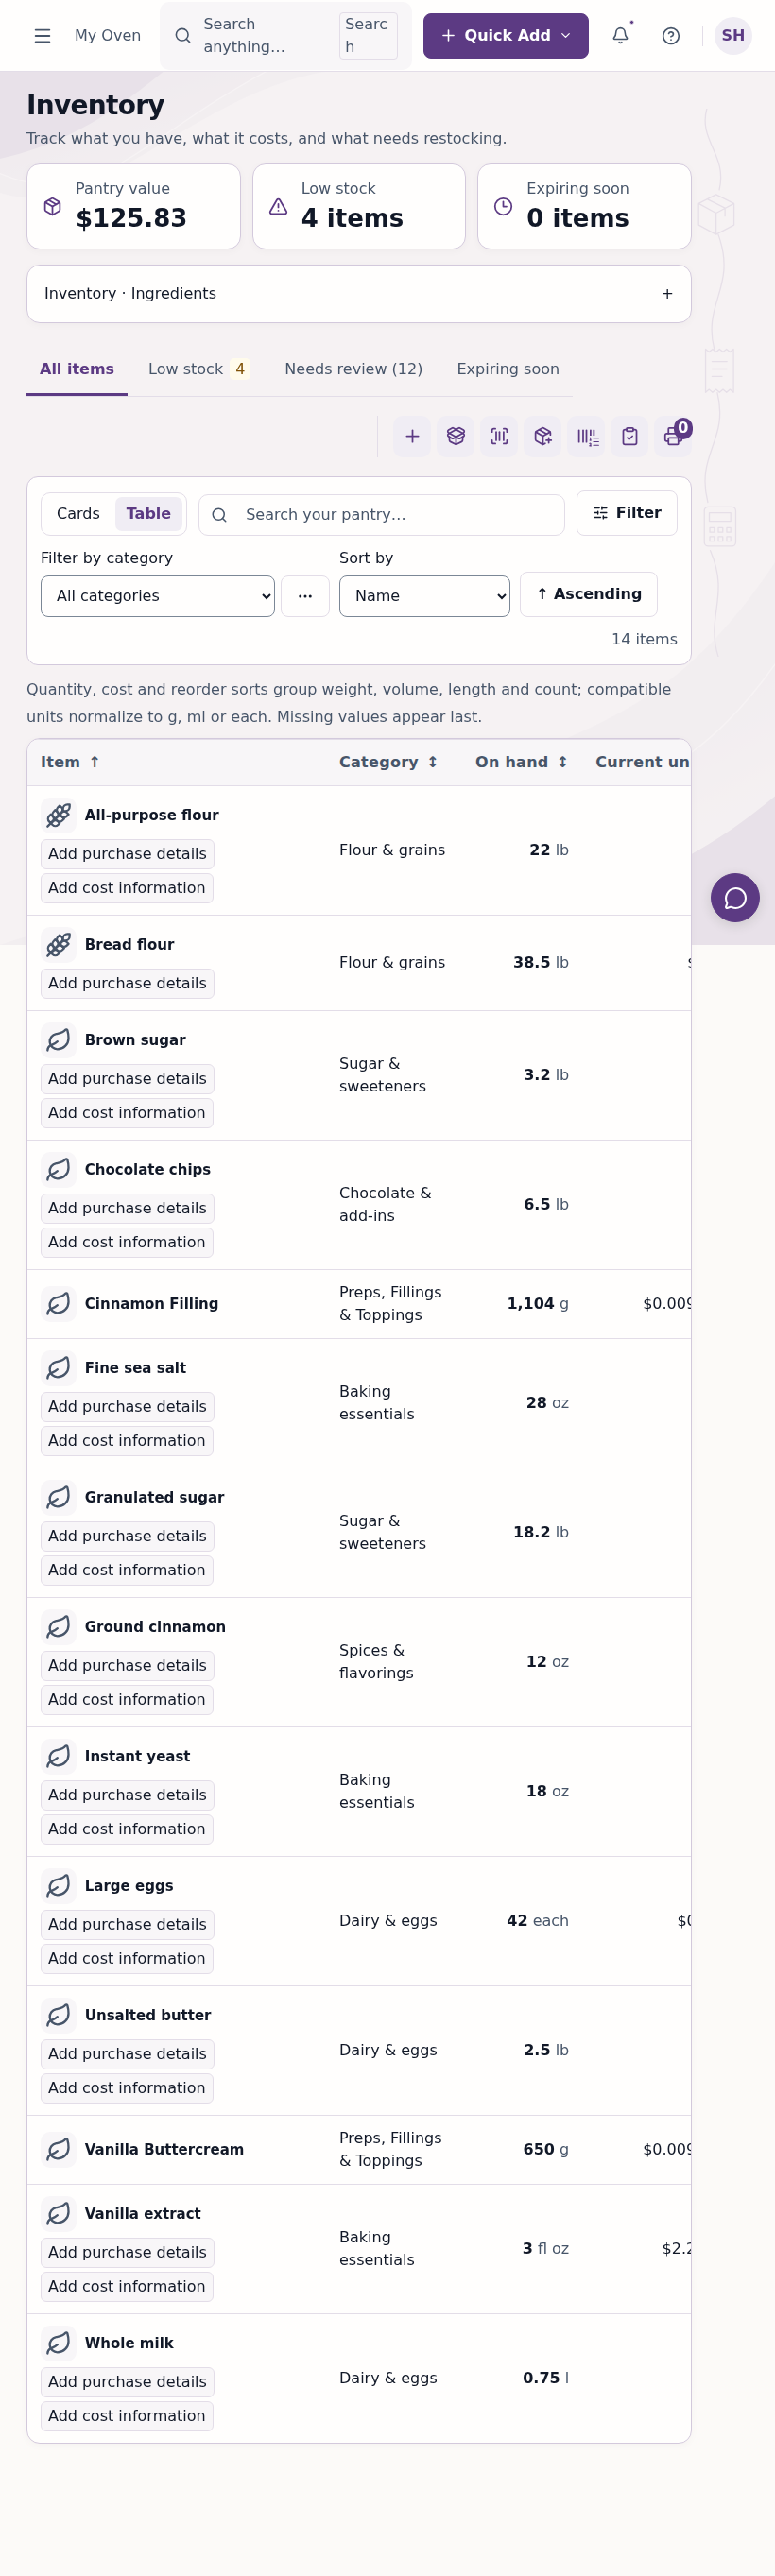 My Oven
Search anything…
Search
Quick Add
SH
Inventory
Track what you have, what it costs, and what needs restocking.
Pantry value
$125.83
Low stock
4 items
Expiring soon
0 items
Inventory · Ingredients
+
All items
Low stock 4
Needs review (12)
Expiring soon
0
Cards
Table
Search your pantry…
Filter
Filter by category
Sort by
All categories
···
Name
↑ Ascending
14 items
Quantity, cost and reorder sorts group weight, volume, length and count; compatible
units normalize to g, ml or each. Missing values appear last.
Item ↑ Category ↕ On hand ↕ Current un
All-purpose flour
Add purchase details
Add cost information
Flour & grains
22 lb
Bread flour
Add purchase details
Flour & grains
38.5 lb
Brown sugar
Add purchase details
Add cost information
Sugar &
sweeteners
3.2 lb
Chocolate chips
Add purchase details
Add cost information
Chocolate &
add-ins
6.5 lb
Cinnamon Filling
Preps, Fillings
& Toppings
1,104 g
$0.009
Fine sea salt
Add purchase details
Add cost information
Baking
essentials
28 oz
Granulated sugar
Add purchase details
Add cost information
Sugar &
sweeteners
18.2 lb
Ground cinnamon
Add purchase details
Add cost information
Spices &
flavorings
12 oz
Instant yeast
Add purchase details
Add cost information
Baking
essentials
18 oz
Large eggs
Add purchase details
Add cost information
Dairy & eggs
42 each
$0
Unsalted butter
Add purchase details
Add cost information
Dairy & eggs
2.5 lb
Vanilla Buttercream
Preps, Fillings
& Toppings
650 g
$0.009
Vanilla extract
Add purchase details
Add cost information
Baking
essentials
3 fl oz
$2.2
Whole milk
Add purchase details
Add cost information
Dairy & eggs
0.75 l